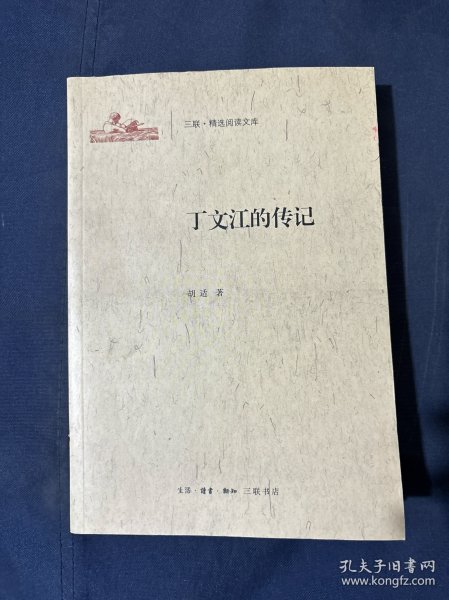 三联·精选阅读文库
丁文江的传记
胡适 著
生活·讀書·新知 三联书店
孔夫子旧书网
www.kongfz.com